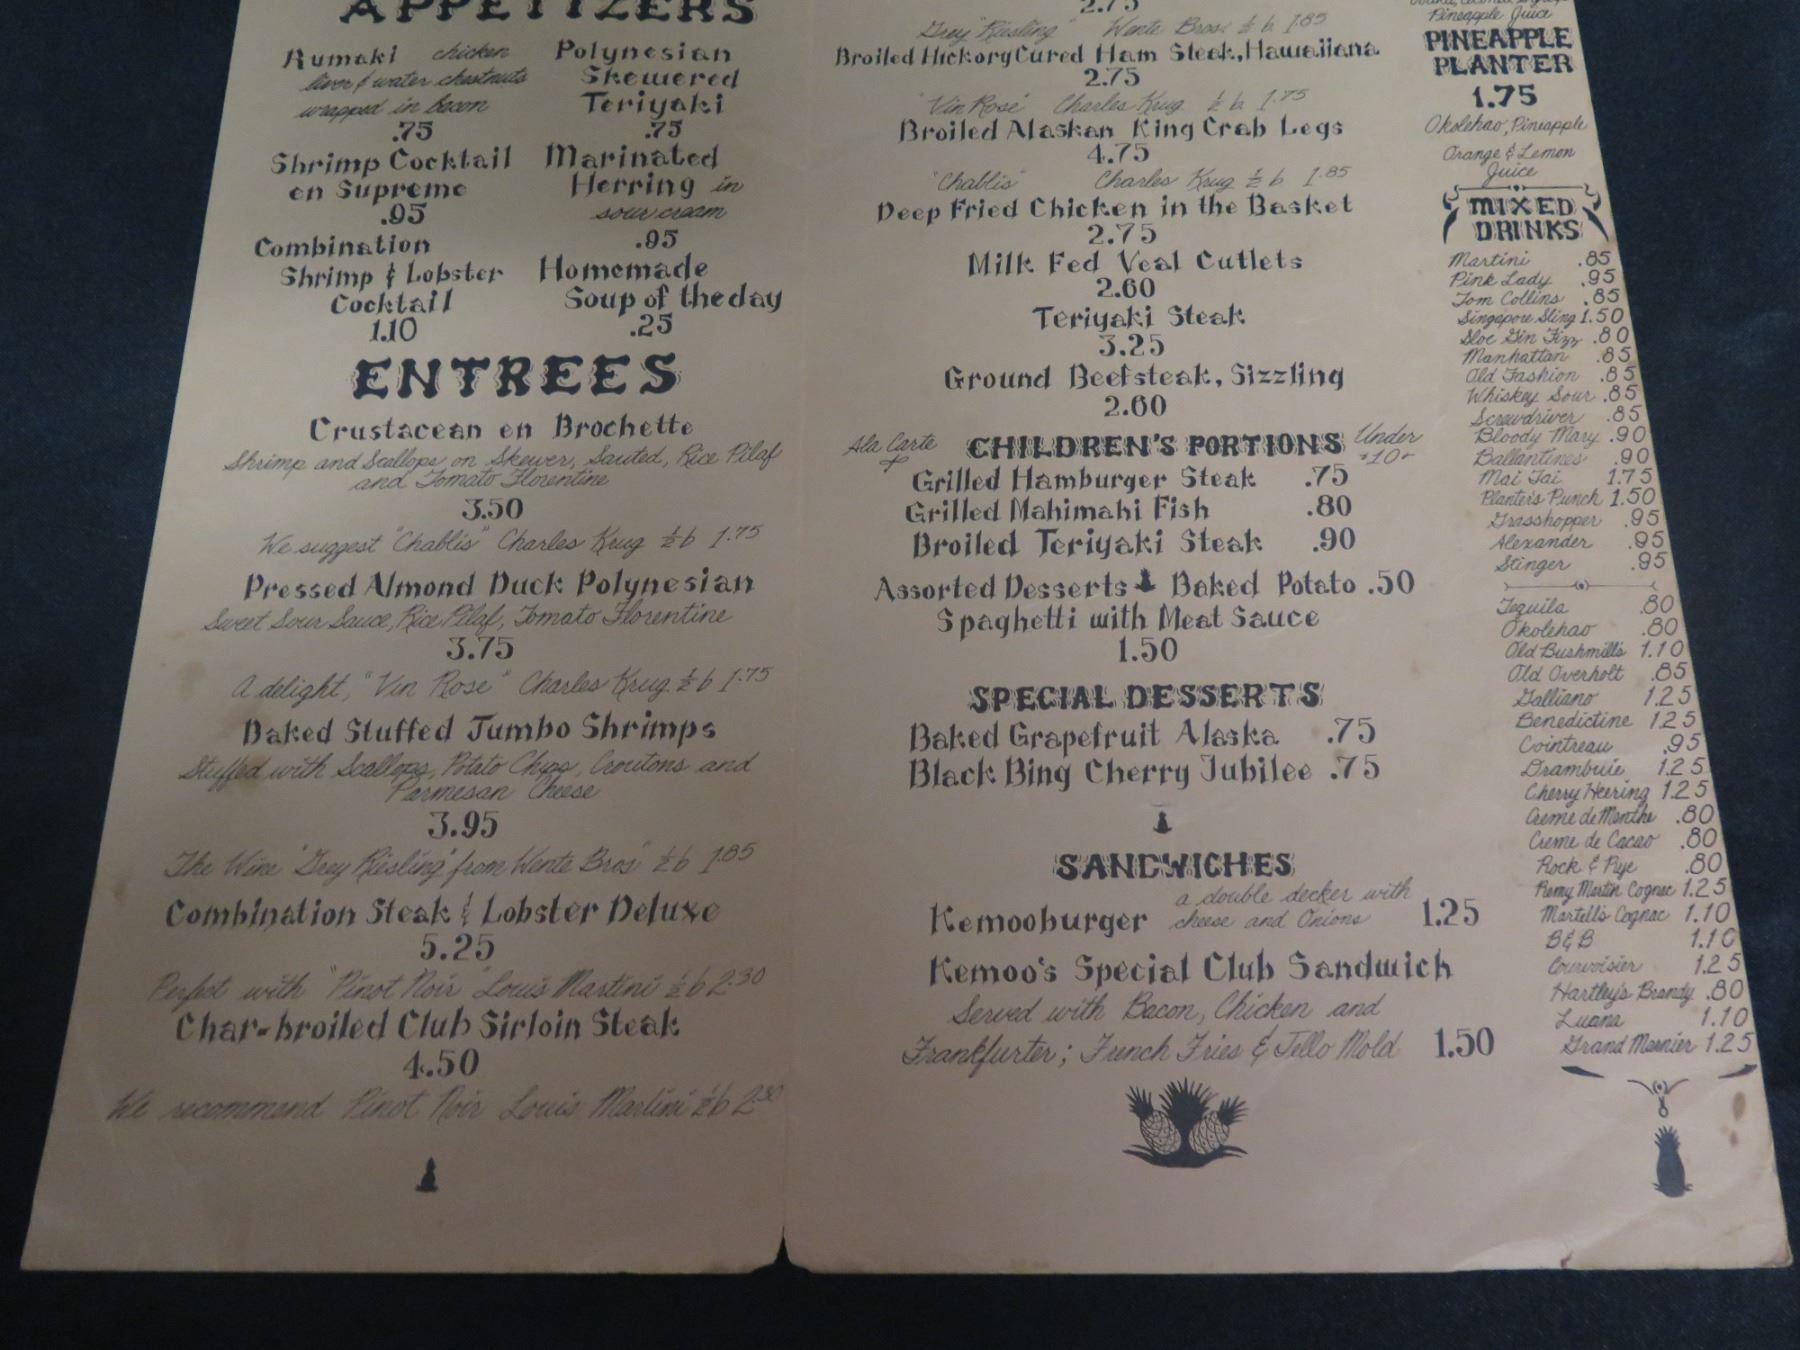 APPETIZERS
Rumaki chicken
liver & water chestnuts
wrapped in bacon
.75
Shrimp Cocktail
en Supreme
.95
Combination
Shrimp & Lobster
Cocktail
1.10
Polynesian
Skewered
Teriyaki
.75
Marinated
Herring in
sour cream
.95
Homemade
Soup of the day
.25
ENTREES
Crustacean en Brochette
Shrimp and Scallops on Skewer, Sauted, Rice Pilaf
and Tomato Florentine
3.50
We suggest "Chablis" Charles Krug ½ b 1.75
Pressed Almond Duck Polynesian
Sweet Sour Sauce, Rice Pilaf, Tomato Florentine
3.75
A delight, "Vin Rose" Charles Krug ½ b 1.75
Baked Stuffed Jumbo Shrimps
Stuffed with Scallops, Potato Chips, Croutons and
Parmesan Cheese
3.95
The Wine "Grey Riesling" from Wente Bros ½ b 1.85
Combination Steak & Lobster Deluxe
5.25
Perfect with "Pinot Noir" Louis Martini ½ b 2.30
Char-broiled Club Sirloin Steak
4.50
We recommend Pinot Noir Louis Martini ½ b 2.30
2.75
Grey "Riesling" Wente Bros. ½ b 1.85
Broiled Hickory Cured Ham Steak, Hawaiiana
2.75
"Vin Rosé" Charles Krug ½ b 1.75
Broiled Alaskan King Crab Legs
4.75
"Chablis" Charles Krug ½ b 1.85
Deep Fried Chicken in the Basket
2.75
Milk Fed Veal Cutlets
2.60
Teriyaki Steak
3.25
Ground Beefsteak, Sizzling
2.60
Ala Carte CHILDREN'S PORTIONS Under
10
Grilled Hamburger Steak .75
Grilled Mahimahi Fish .80
Broiled Teriyaki Steak .90
Assorted Desserts Baked Potato .50
Spaghetti with Meat Sauce
1.50
SPECIAL DESSERTS
Baked Grapefruit Alaska .75
Black Bing Cherry Jubilee .75
SANDWICHES
Kemooburger a double decker with
cheese and Onions 1.25
Kemoo's Special Club Sandwich
Served with Bacon, Chicken and
Frankfurter; French Fries & Jello Mold 1.50
Pineapple Juice
PINEAPPLE
PLANTER
1.75
Okolehao, Pineapple
Orange & Lemon
Juice
MIXED
DRINKS
Martini .85
Pink Lady .95
Tom Collins .85
Singapore Sling 1.50
Sloe Gin Fizz .80
Manhattan .85
Old Fashion .85
Whiskey Sour .85
Screwdriver .85
Bloody Mary .90
Ballantines .90
Mai Tai 1.75
Planter's Punch 1.50
Grasshopper .95
Alexander .95
Stinger .95
Tequila .80
Okolehao .80
Old Bushmill's 1.10
Old Overholt .85
Galliano 1.25
Benedictine 1.25
Cointreau .95
Drambuie 1.25
Cherry Heering 1.25
Creme de Menthe .80
Creme de Cacao .80
Rock & Rye .80
Remy Martin Cognac 1.25
Martell's Cognac 1.10
B&B 1.10
Courvoisier 1.25
Hartley's Brandy .80
Luana 1.10
Grand Marnier 1.25